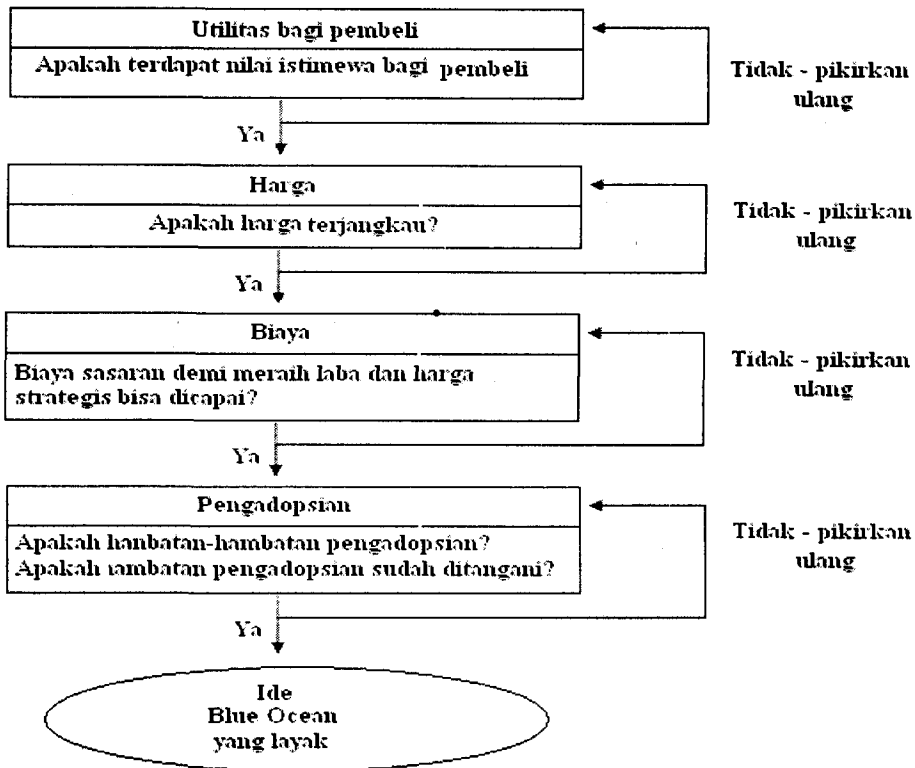 Utilitas bagi pembeli
Apakah terdapat nilai istimewa bagi pembeli
Tidak - pikirkan
ulang
Ya
Harga
Apakah harga terjangkau?
Tidak - pikirkan
ulang
Ya
Biaya
Biaya sasaran demi meraih laba dan harga
strategis bisa dicapai?
Tidak - pikirkan
ulang
Ya
Pengadopsian
Apakah hanbatan-hambatan pengadopsian?
Apakah iambatan pengadopsian sudah ditangani?
Tidak - pikirkan
ulang
Ya
Ide
Blue Ocean
yang layak